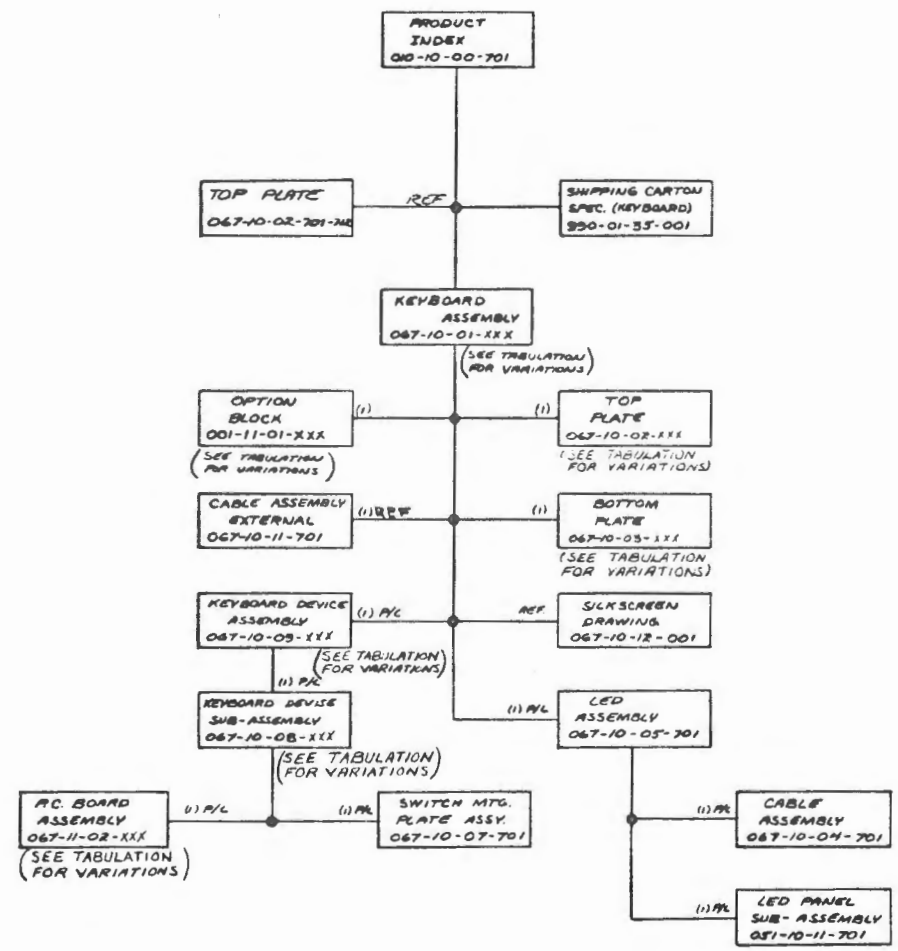 PRODUCT
INDEX
010-10-00-701
TOP PLATE
067-10-02-701-702
REF
SHIPPING CARTON
SPEC. (KEYBOARD)
990-01-35-001
KEYBOARD
ASSEMBLY
067-10-01-XXX
(SEE TABULATION
FOR VARIATIONS)
OPTION
BLOCK
001-11-01-XXX
(1)
(SEE TABULATION
FOR VARIATIONS)
(1)
TOP
PLATE
067-10-02-XXX
(SEE TABULATION
FOR VARIATIONS)
CABLE ASSEMBLY
EXTERNAL
067-10-11-701
(1)REF
(1)
BOTTOM
PLATE
067-10-03-XXX
(SEE TABULATION
FOR VARIATIONS)
KEYBOARD DEVICE
ASSEMBLY
067-10-09-XXX
(1) P/L
(SEE TABULATION
FOR VARIATIONS)
REF.
SILKSCREEN
DRAWING
067-10-12-001
(1) P/L
KEYBOARD DEVISE
SUB-ASSEMBLY
067-10-08-XXX
(SEE TABULATION
FOR VARIATIONS)
(1) P/L
LED
ASSEMBLY
067-10-05-701
P.C. BOARD
ASSEMBLY
067-11-02-XXX
(1) P/L
(SEE TABULATION
FOR VARIATIONS)
(1) P/L
SWITCH MTG.
PLATE ASSY.
067-10-07-701
(1) P/L
CABLE
ASSEMBLY
067-10-04-701
(1) P/L
LED PANEL
SUB-ASSEMBLY
051-10-11-701